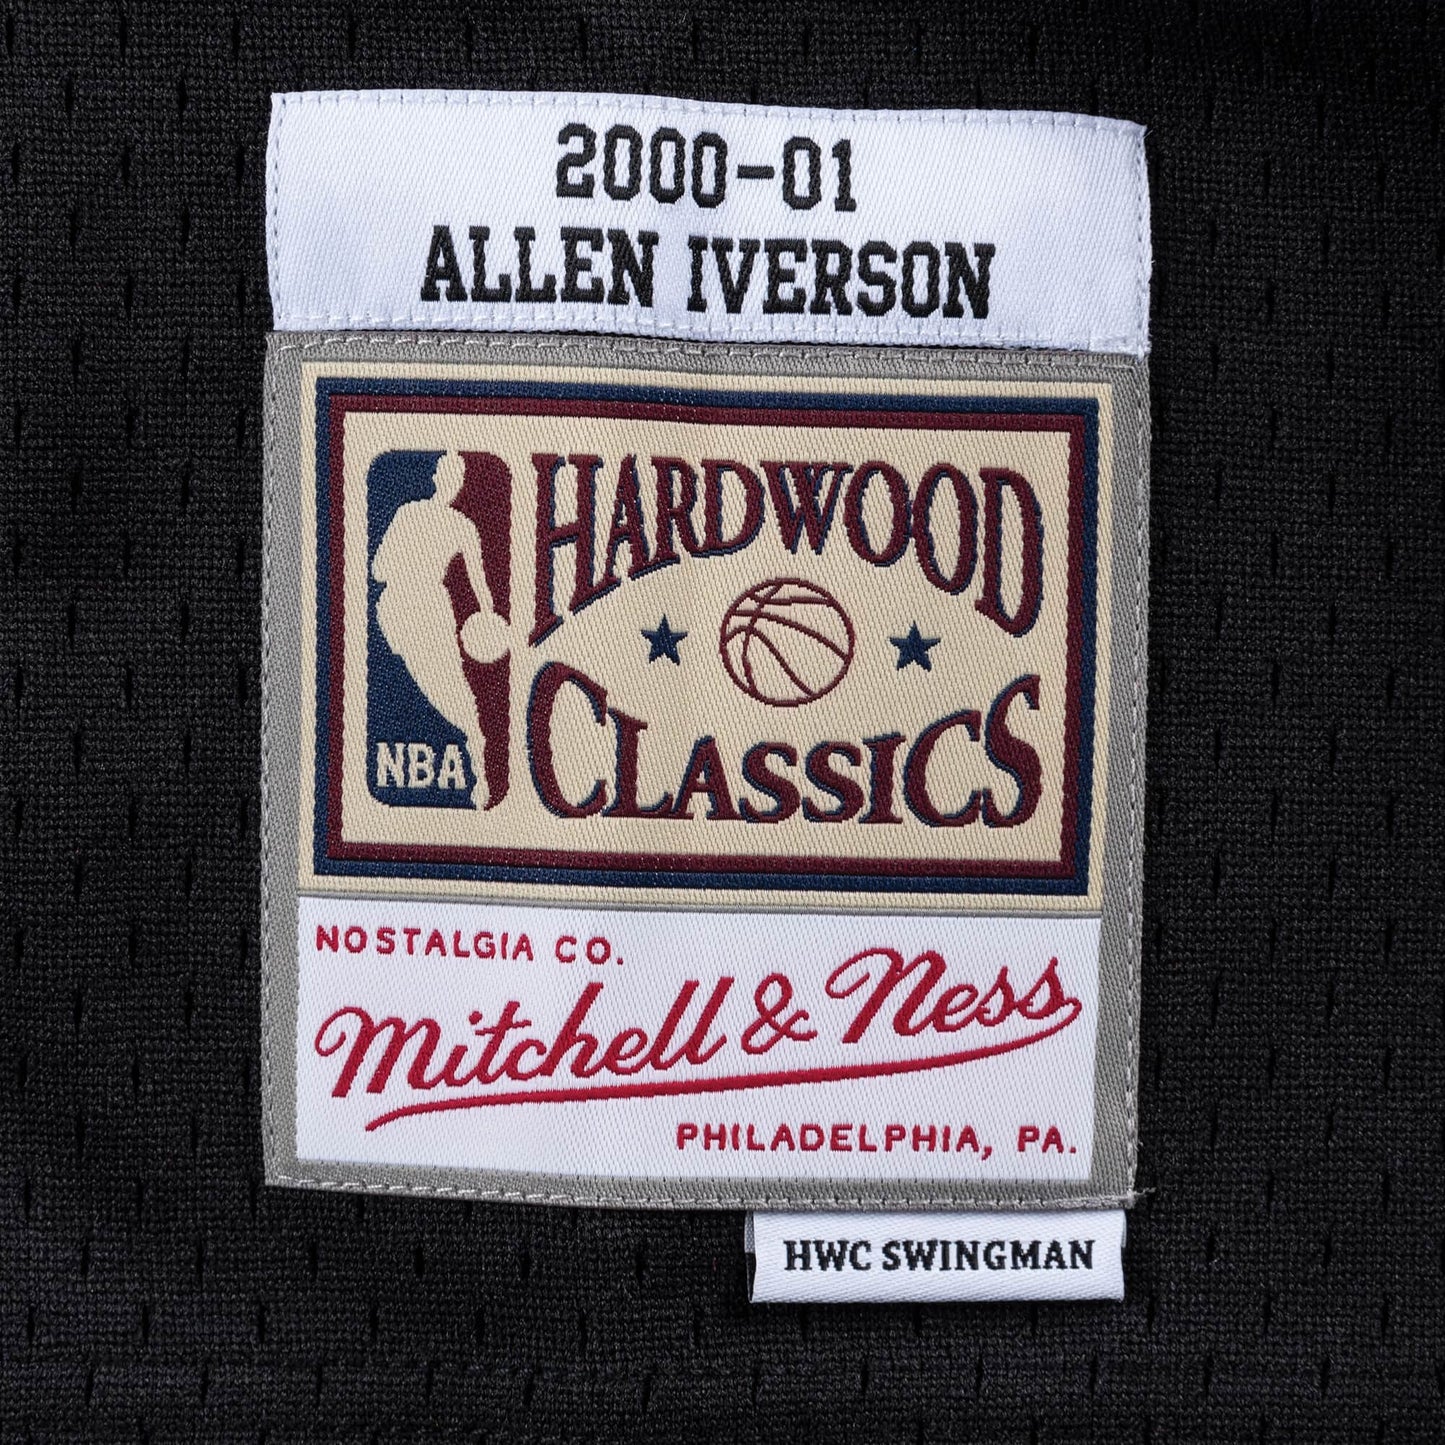 2000-01
ALLEN IVERSON
HARDWOOD
CLASSICS
NBA
NOSTALGIA CO.
Mitchell & Ness
PHILADELPHIA, PA.
HWC SWINGMAN